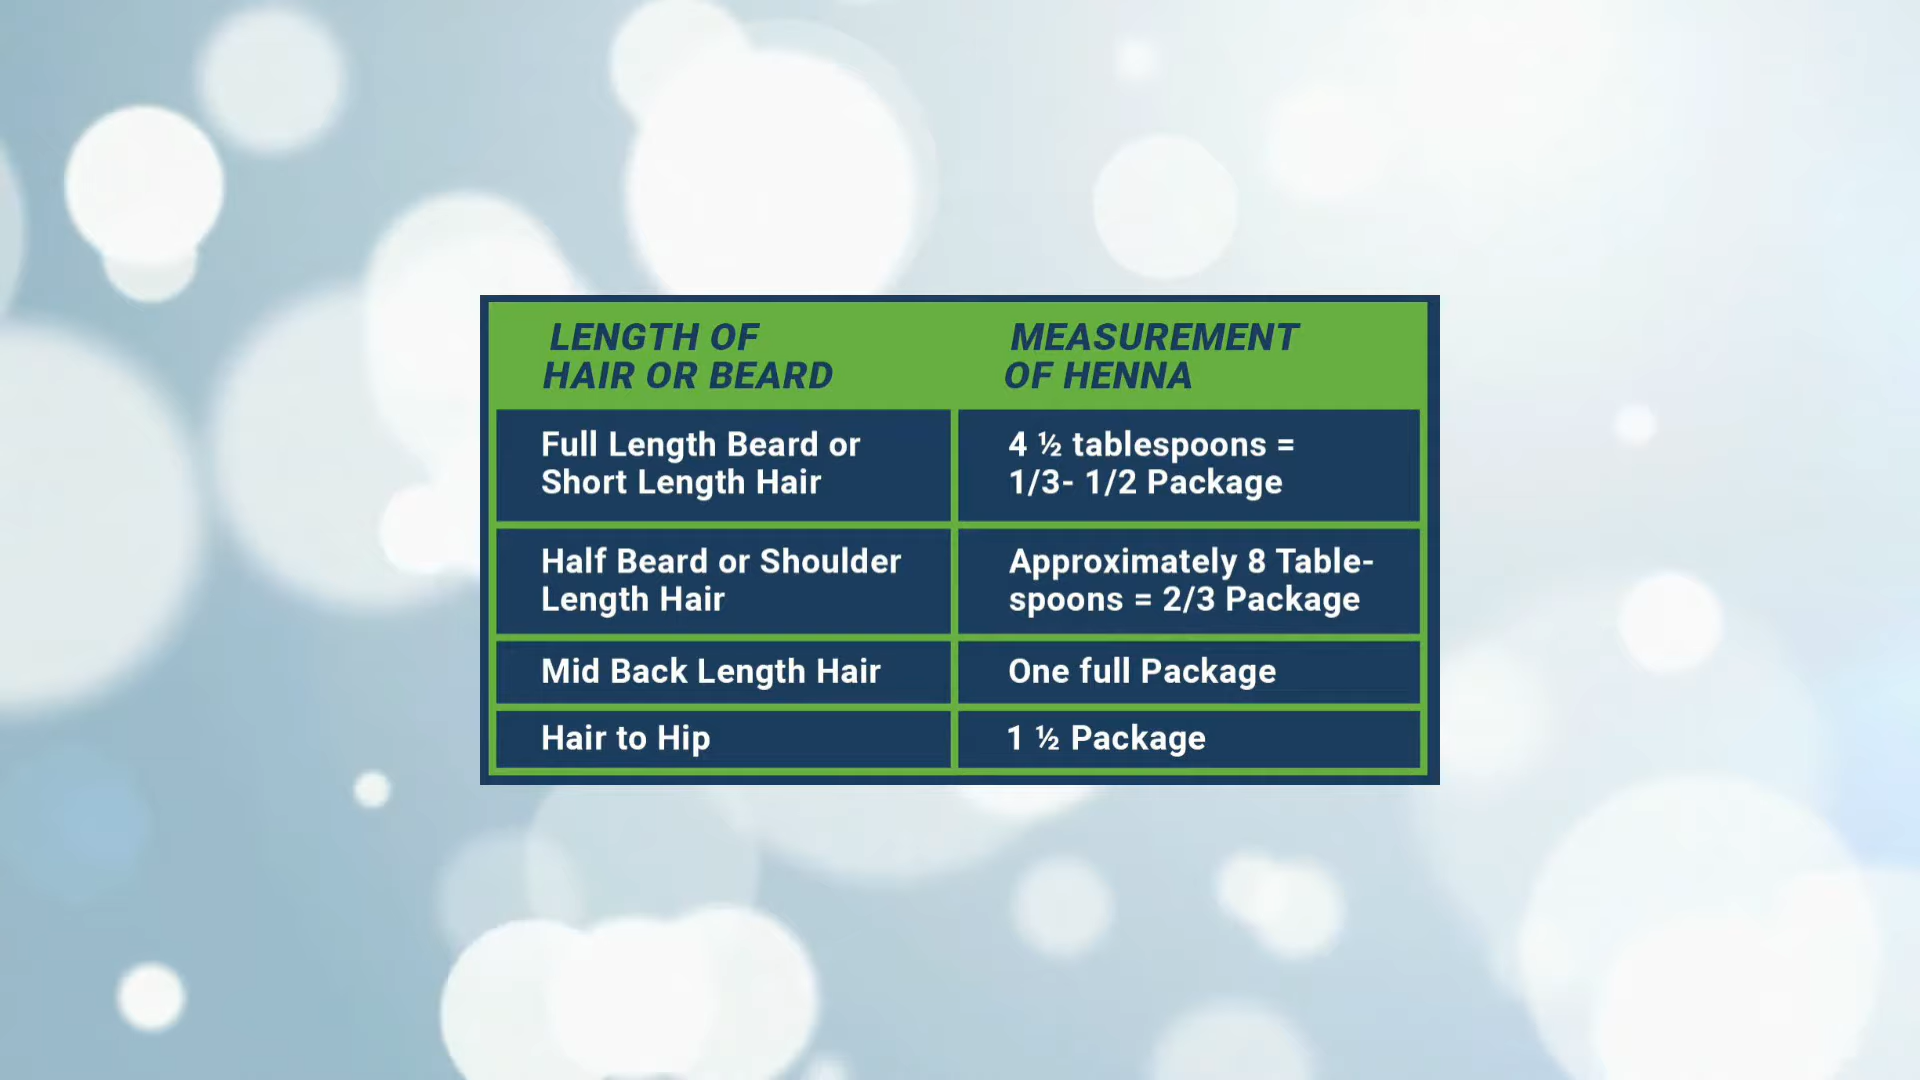 LENGTH OF
HAIR OR BEARD
MEASUREMENT
OF HENNA
Full Length Beard or
Short Length Hair
4 ½ tablespoons =
1/3- 1/2 Package
Half Beard or Shoulder
Length Hair
Approximately 8 Table-
spoons = 2/3 Package
Mid Back Length Hair
One full Package
Hair to Hip
1 ½ Package